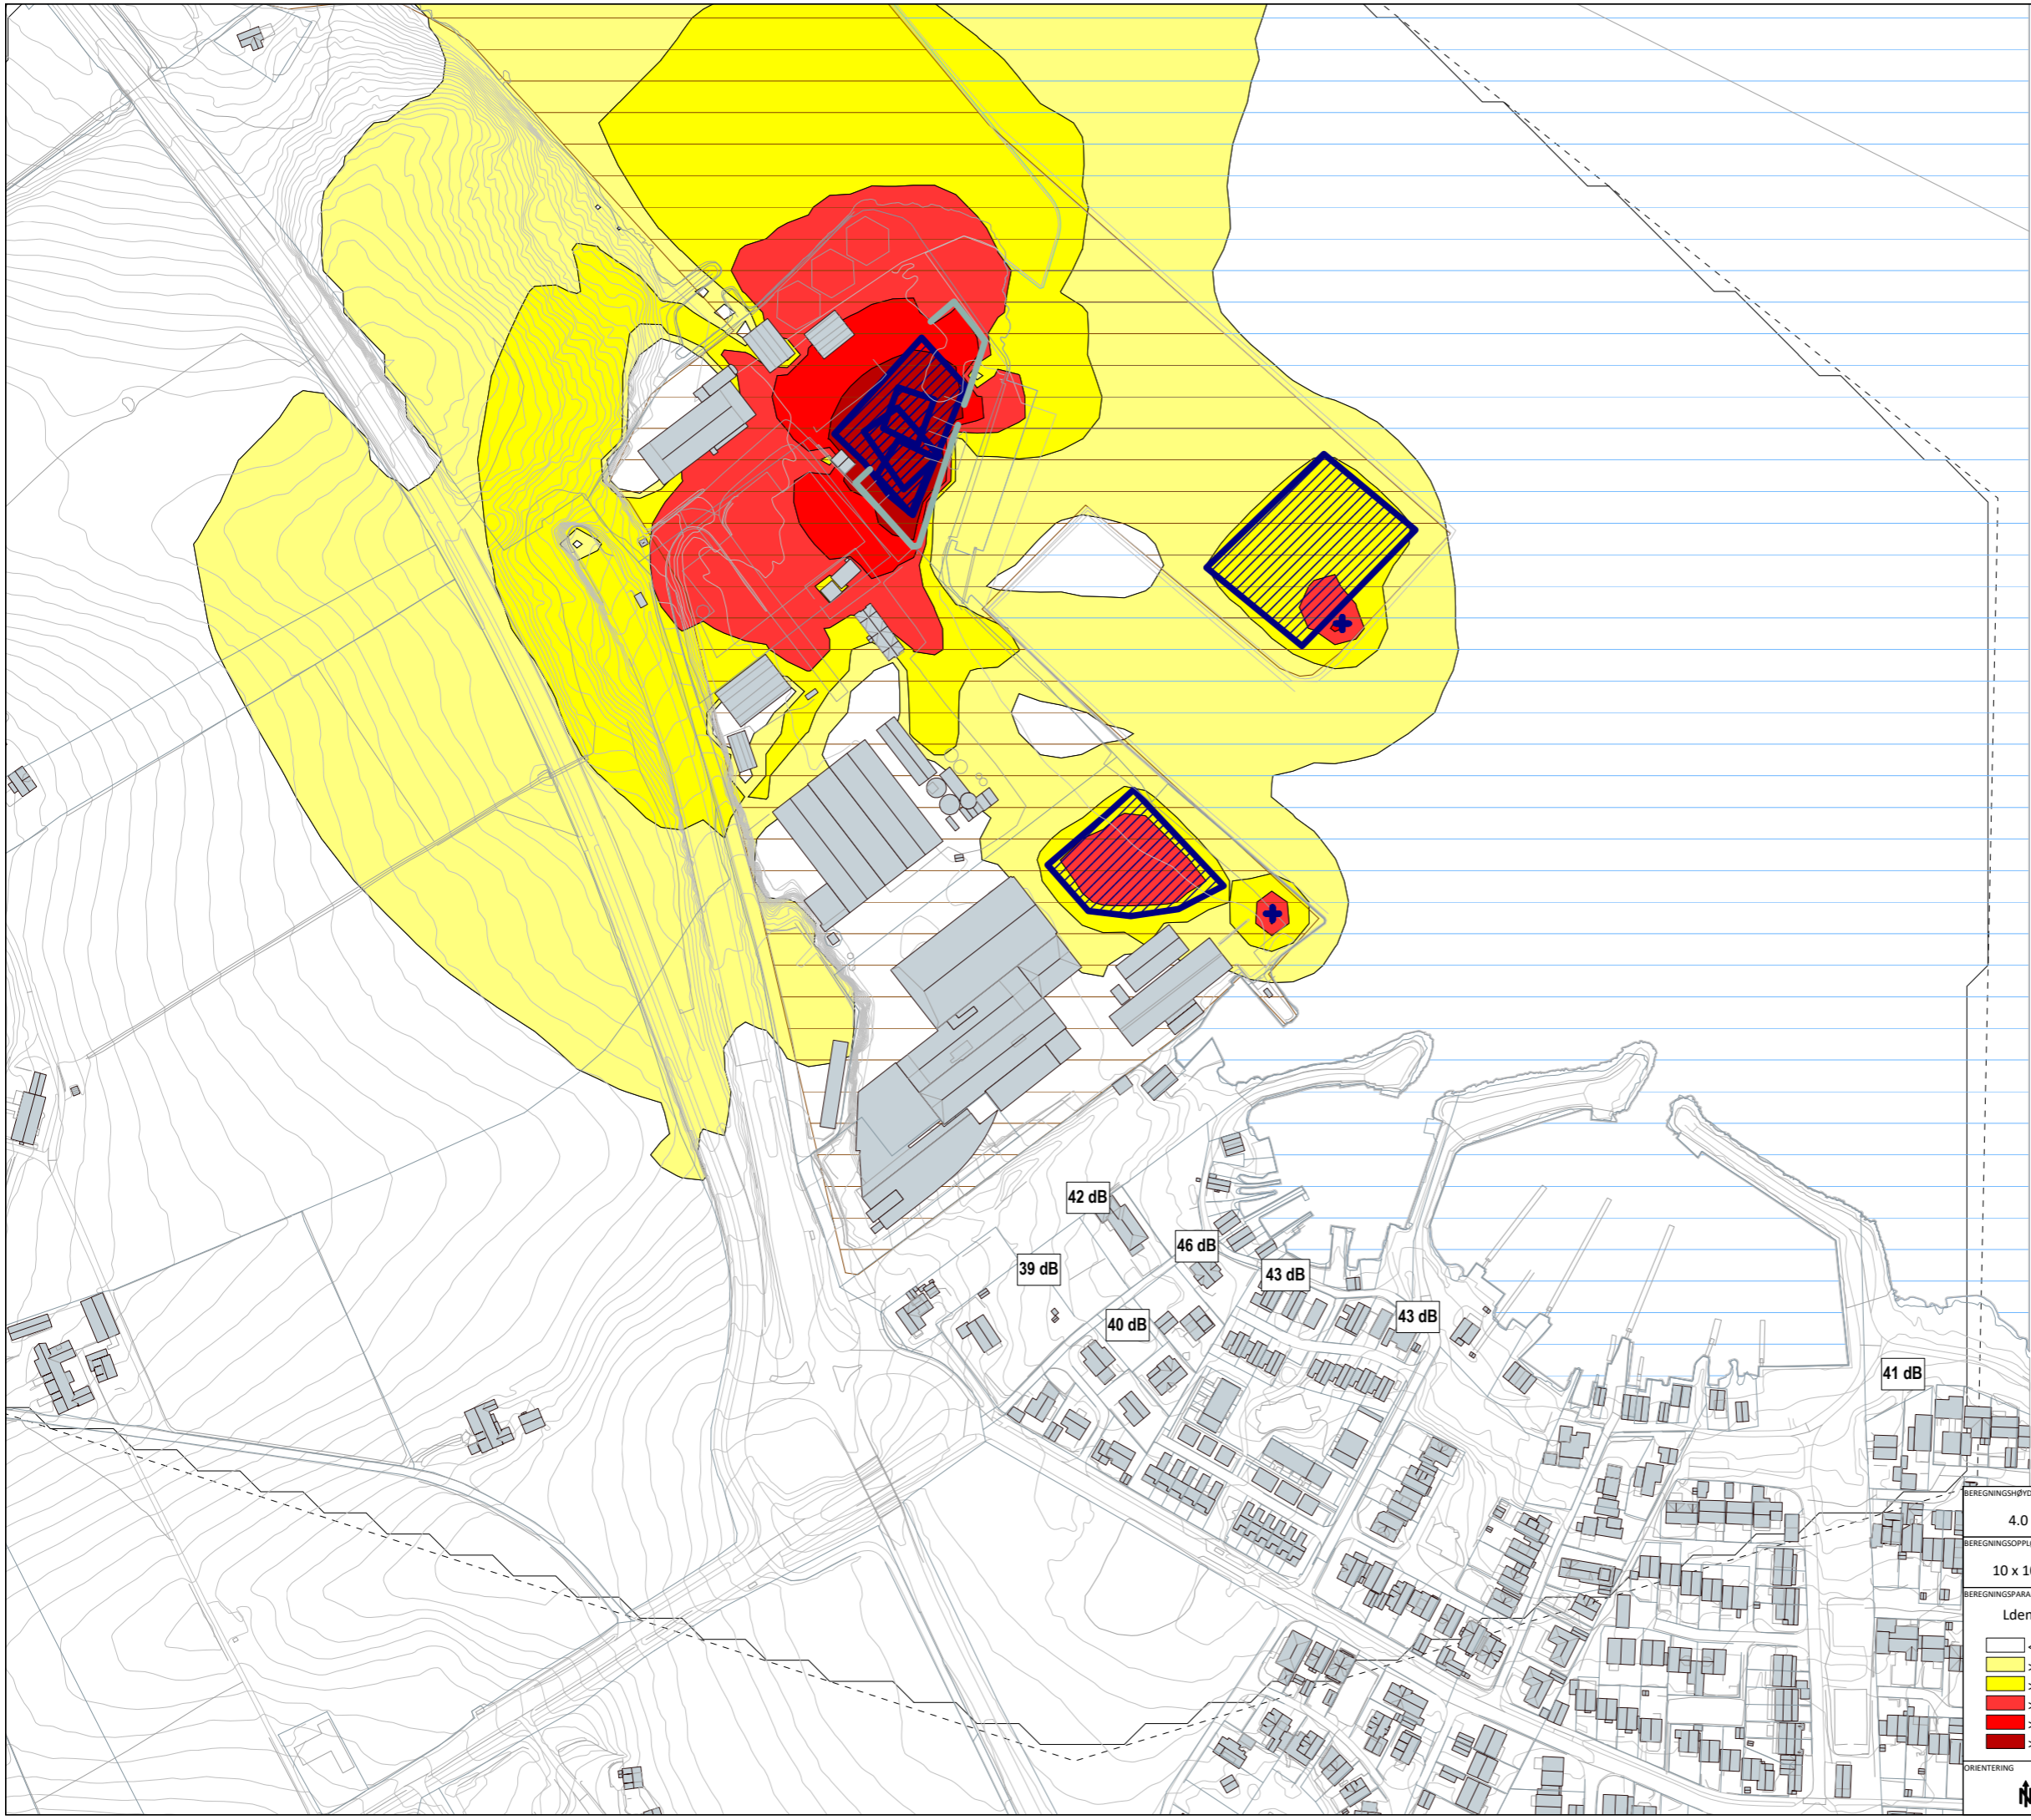 42 dB
46 dB
39 dB
43 dB
40 dB
43 dB
41 dB
BEREGNINGSHØYD
4.0
BEREGNINGSOPPL
10 x 1
BEREGNINGSPARA
Lden
ORIENTERING
N